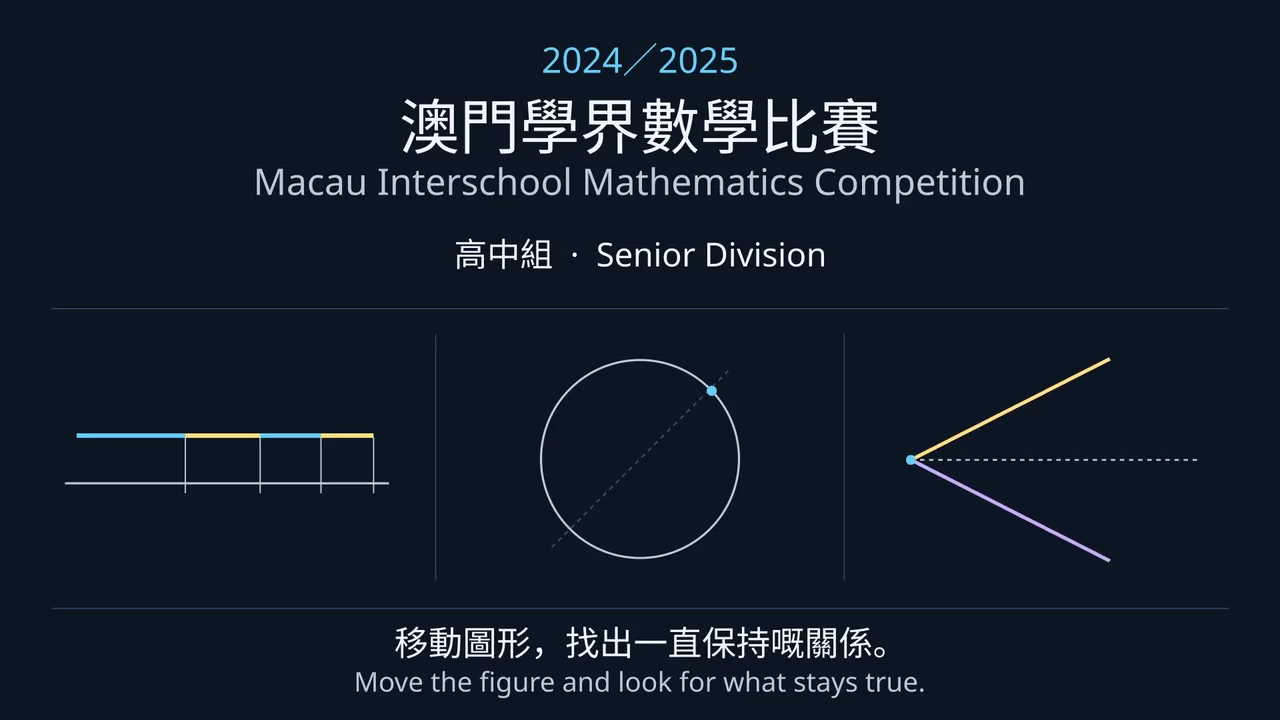 2024／2025
澳門學界數學比賽
Macau Interschool Mathematics Competition
高中組 · Senior Division
移動圖形，找出一直保持嘅關係。
Move the figure and look for what stays true.